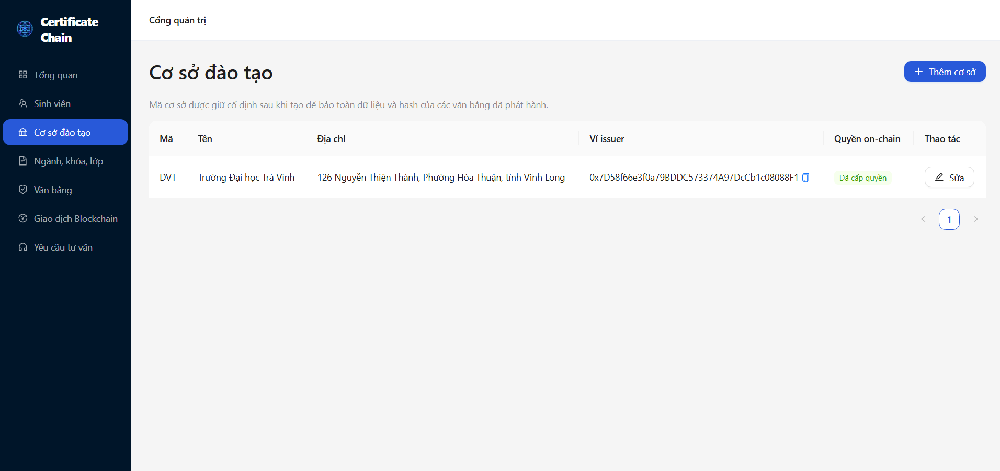 Certificate
Chain
Tổng quan
Sinh viên
Cơ sở đào tạo
Ngành, khóa, lớp
Văn bằng
Giao dịch Blockchain
Yêu cầu tư vấn
Cổng quản trị
Cơ sở đào tạo
Thêm cơ sở
Mã cơ sở được giữ cố định sau khi tạo để bảo toàn dữ liệu và hash của các văn bằng đã phát hành.
Mã Tên Địa chỉ Ví issuer Quyền on-chain Thao tác
DVT Trường Đại học Trà Vinh 126 Nguyễn Thiện Thành, Phường Hòa Thuận, tỉnh Vĩnh Long 0x7D58f66e3f0a79BDDC573374A97DcCb1c08088F1 Đã cấp quyền Sửa
1